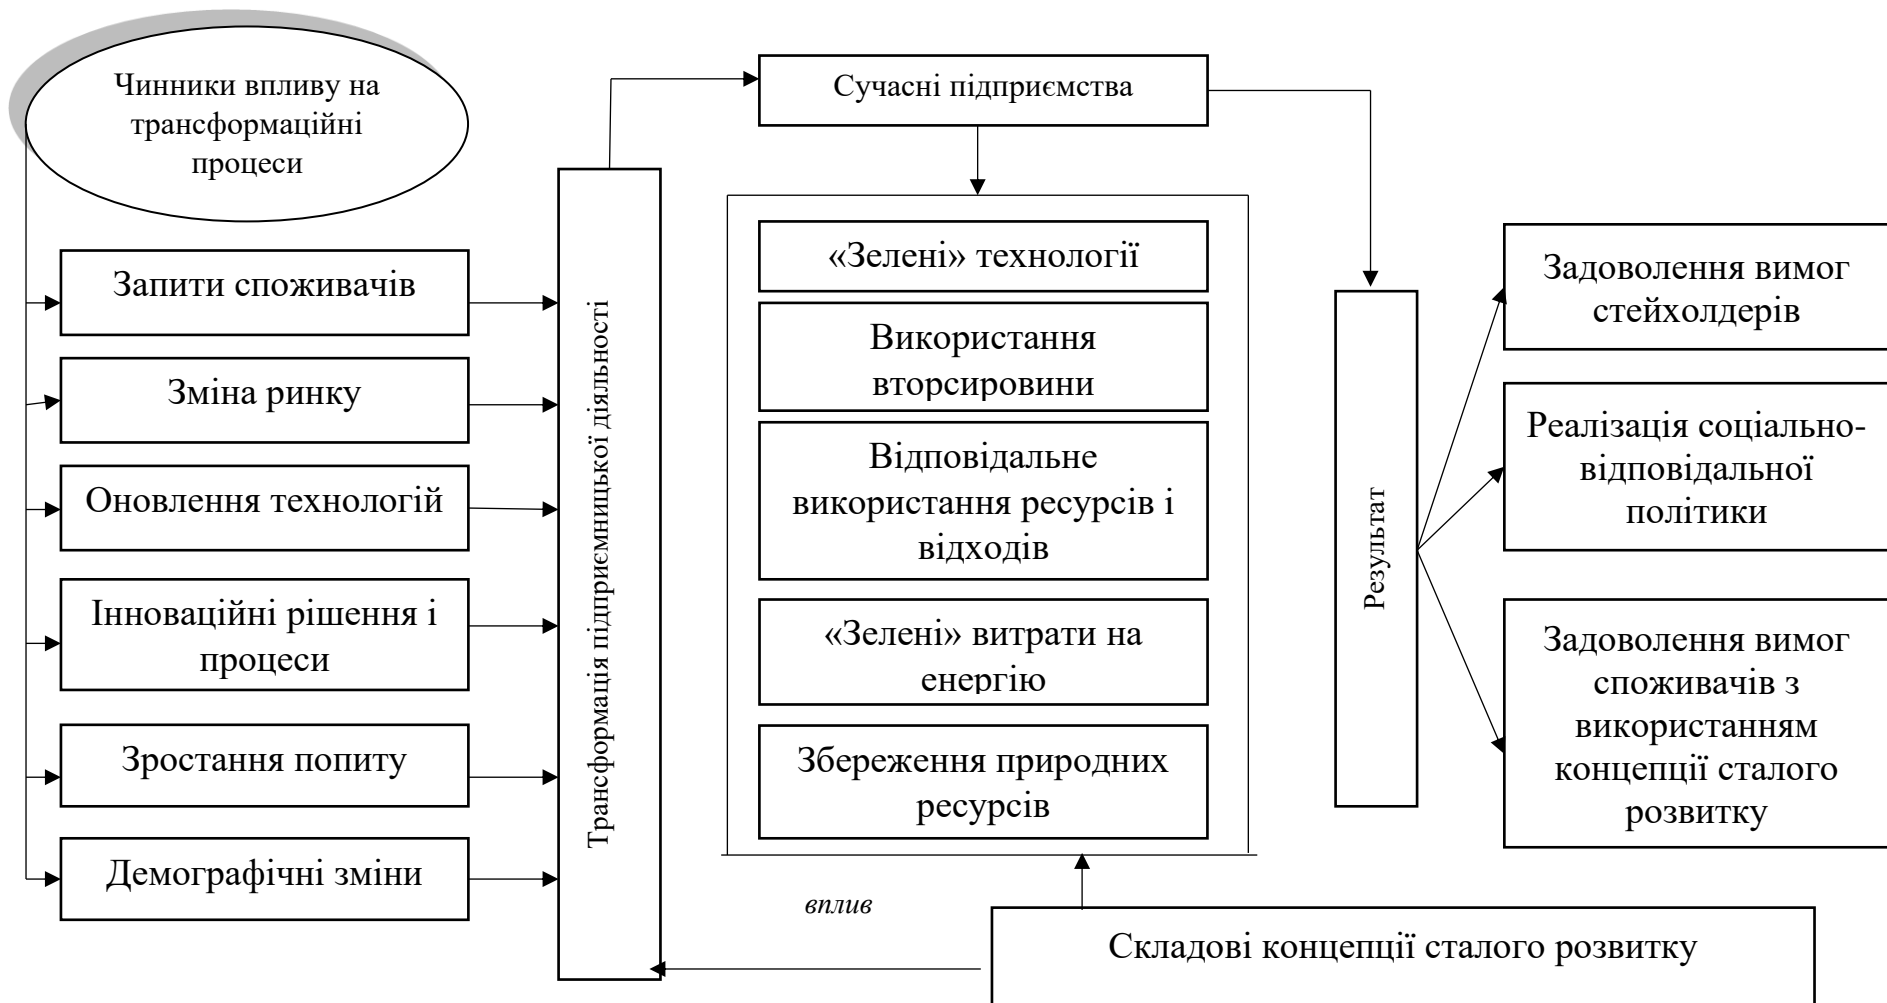 Чинники впливу на
трансформаційні
процеси
Запити споживачів
Зміна ринку
Оновлення технологій
Інноваційні рішення і
процеси
Зростання попиту
Демографічні зміни
Трансформація підприємницької діяльності
Сучасні підприємства
«Зелені» технології
Використання
вторсировини
Відповідальне
використання ресурсів і
відходів
«Зелені» витрати на
енергію
Збереження природних
ресурсів
вплив
Складові концепції сталого розвитку
Результат
Задоволення вимог
стейхолдерів
Реалізація соціально-
відповідальної
політики
Задоволення вимог
споживачів з
використанням
концепції сталого
розвитку